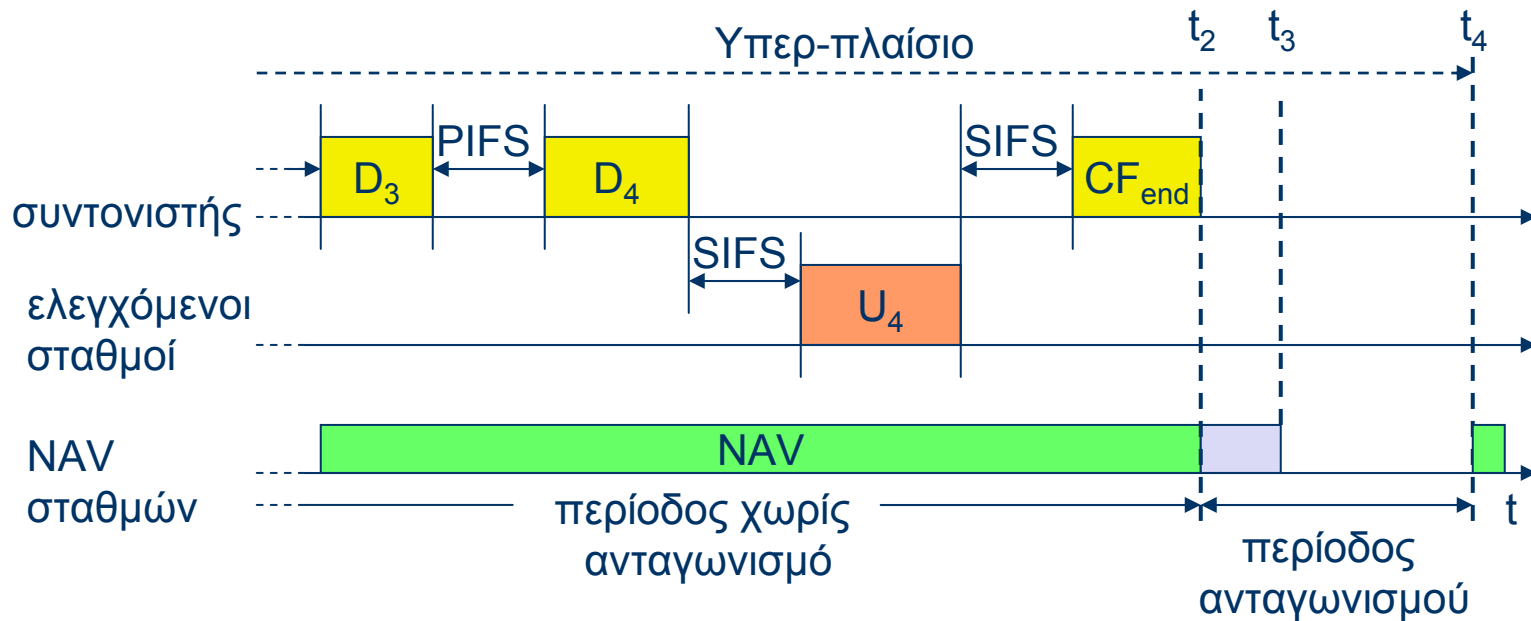 Υπερ-πλαίσιο
t2 t3 t4
D3 PIFS D4 SIFS CFend
συντονιστής
SIFS U4
ελεγχόμενοι
σταθμοί
NAV
NAV
σταθμών
περίοδος χωρίς
ανταγωνισμό
t
περίοδος
ανταγωνισμού